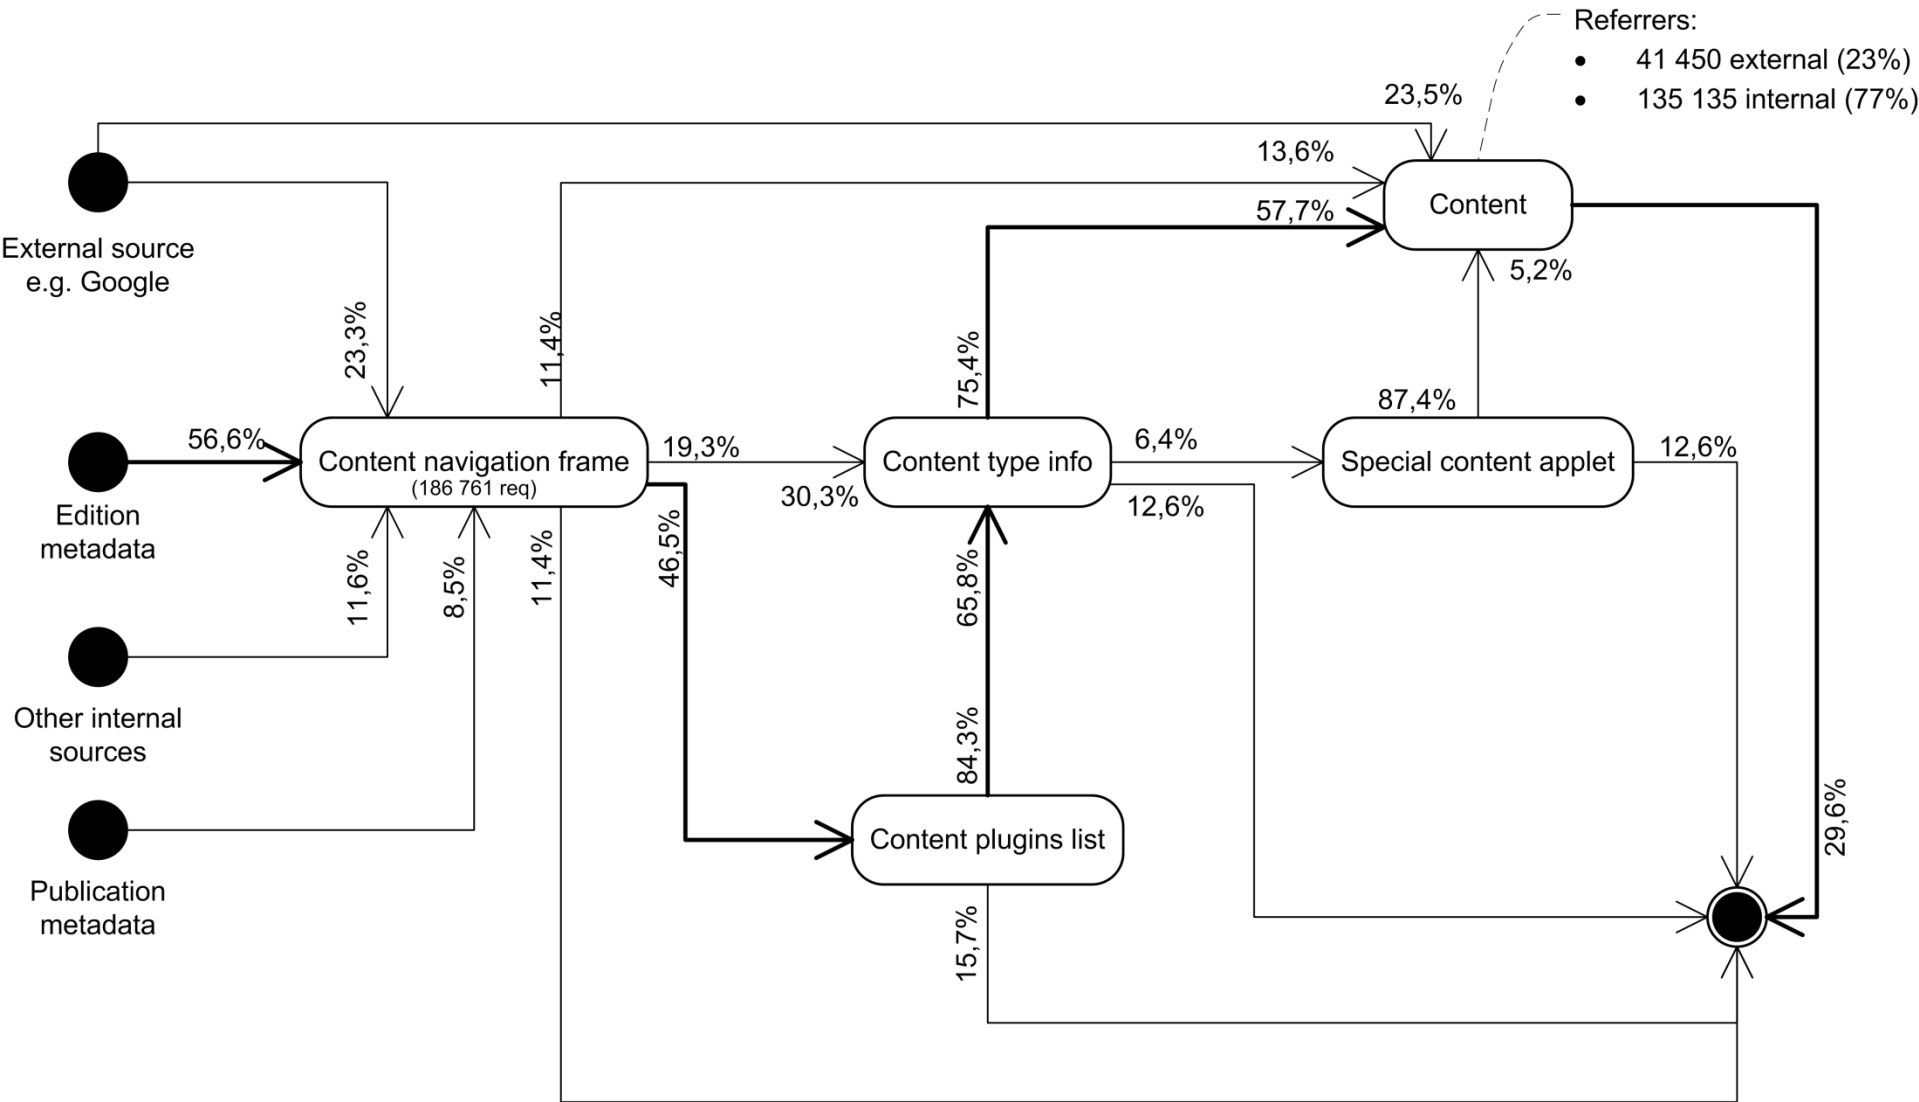 Referrers:
• 41 450 external (23%)
• 135 135 internal (77%)
23,5%
13,6%
57,7%
Content
5,2%
External source
e.g. Google
23,3%
11,4%
75,4%
87,4%
56,6%
Content navigation frame
(186 761 req)
19,3%
30,3%
Content type info
6,4%
12,6%
Special content applet
12,6%
Edition
metadata
11,6%
8,5%
11,4%
46,5%
65,8%
Other internal
sources
84,3%
Content plugins list
29,6%
Publication
metadata
15,7%